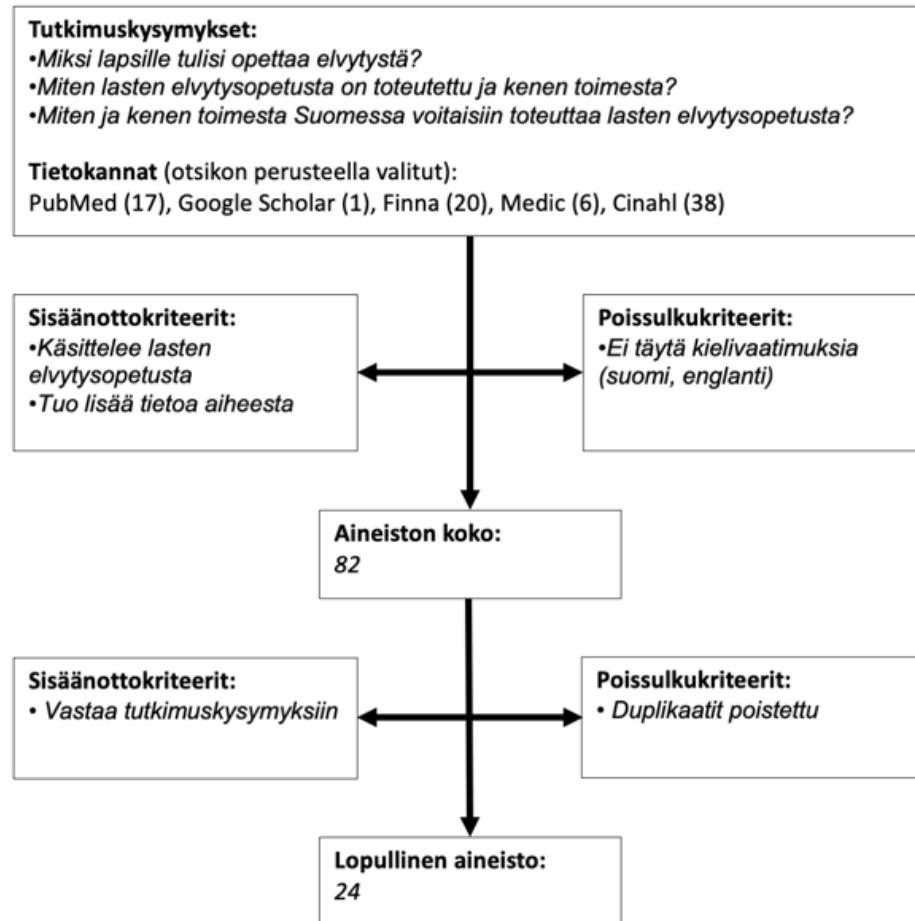 Tutkimuskysymykset:
•Miksi lapsille tulisi opettaa elvytystä?
•Miten lasten elvytysopetusta on toteutettu ja kenen toimesta?
•Miten ja kenen toimesta Suomessa voitaisiin toteuttaa lasten elvytysopetusta?
Tietokannat (otsikon perusteella valitut):
PubMed (17), Google Scholar (1), Finna (20), Medic (6), Cinahl (38)
Sisäänottokriteerit:
•Käsittelee lasten
elvytysopetusta
•Tuo lisää tietoa aiheesta
Poissulkukriteerit:
•Ei täytä kielivaatimuksia
(suomi, englanti)
Aineiston koko:
82
Sisäänottokriteerit:
• Vastaa tutkimuskysymyksiin
Poissulkukriteerit:
• Duplikaatit poistettu
Lopullinen aineisto:
24